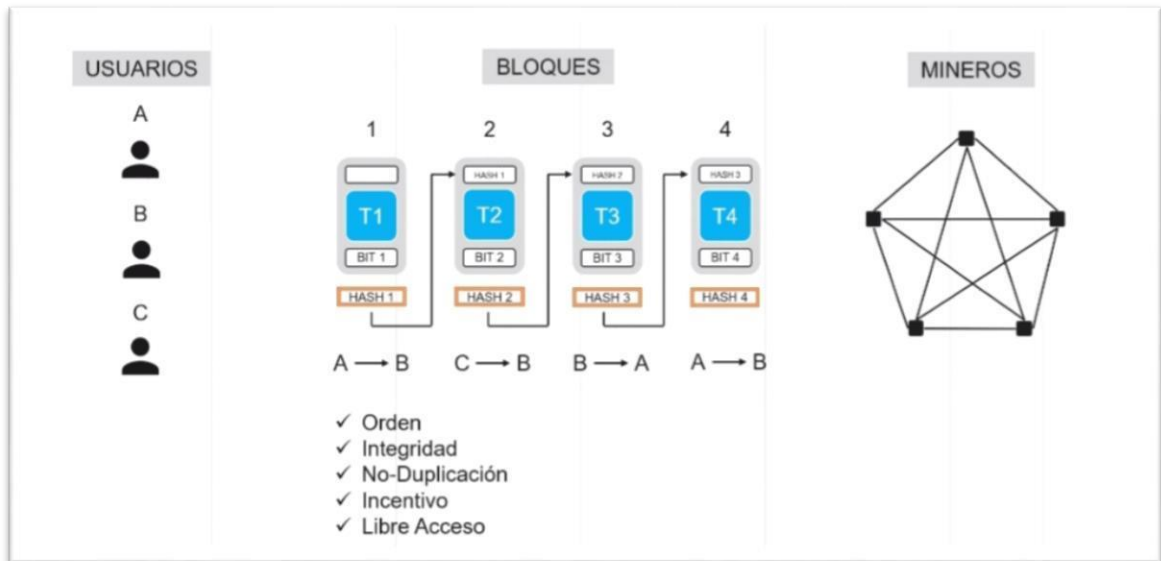 USUARIOS
BLOQUES
MINEROS
A
B
C
1 2 3 4
HASH 1 HASH 2 HASH 3
T1 T2 T3 T4
BIT 1 BIT 2 BIT 3 BIT 4
HASH 1 HASH 2 HASH 3 HASH 4
A → B C → B B → A A → B
✓ Orden
✓ Integridad
✓ No-Duplicación
✓ Incentivo
✓ Libre Acceso